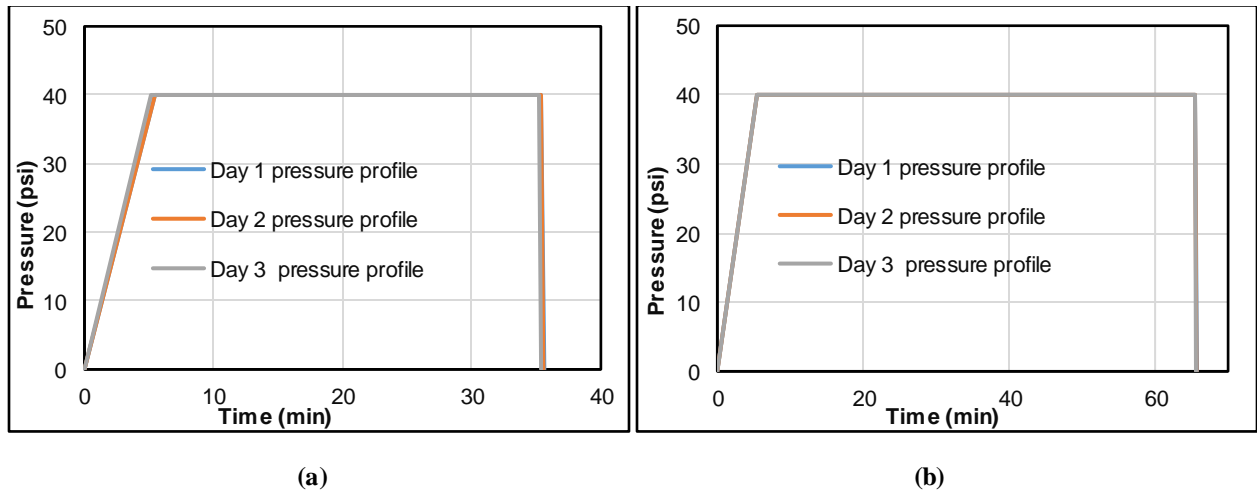 50
40
30
20
10
0
Pressure (psi)
Day 1 pressure profile
Day 2 pressure profile
Day 3 pressure profile
0 10 20 30 40
Time (min)
(a)
50
40
30
20
10
0
Pressure (psi)
Day 1 pressure profile
Day 2 pressure profile
Day 3 pressure profile
0 20 40 60
Time (min)
(b)